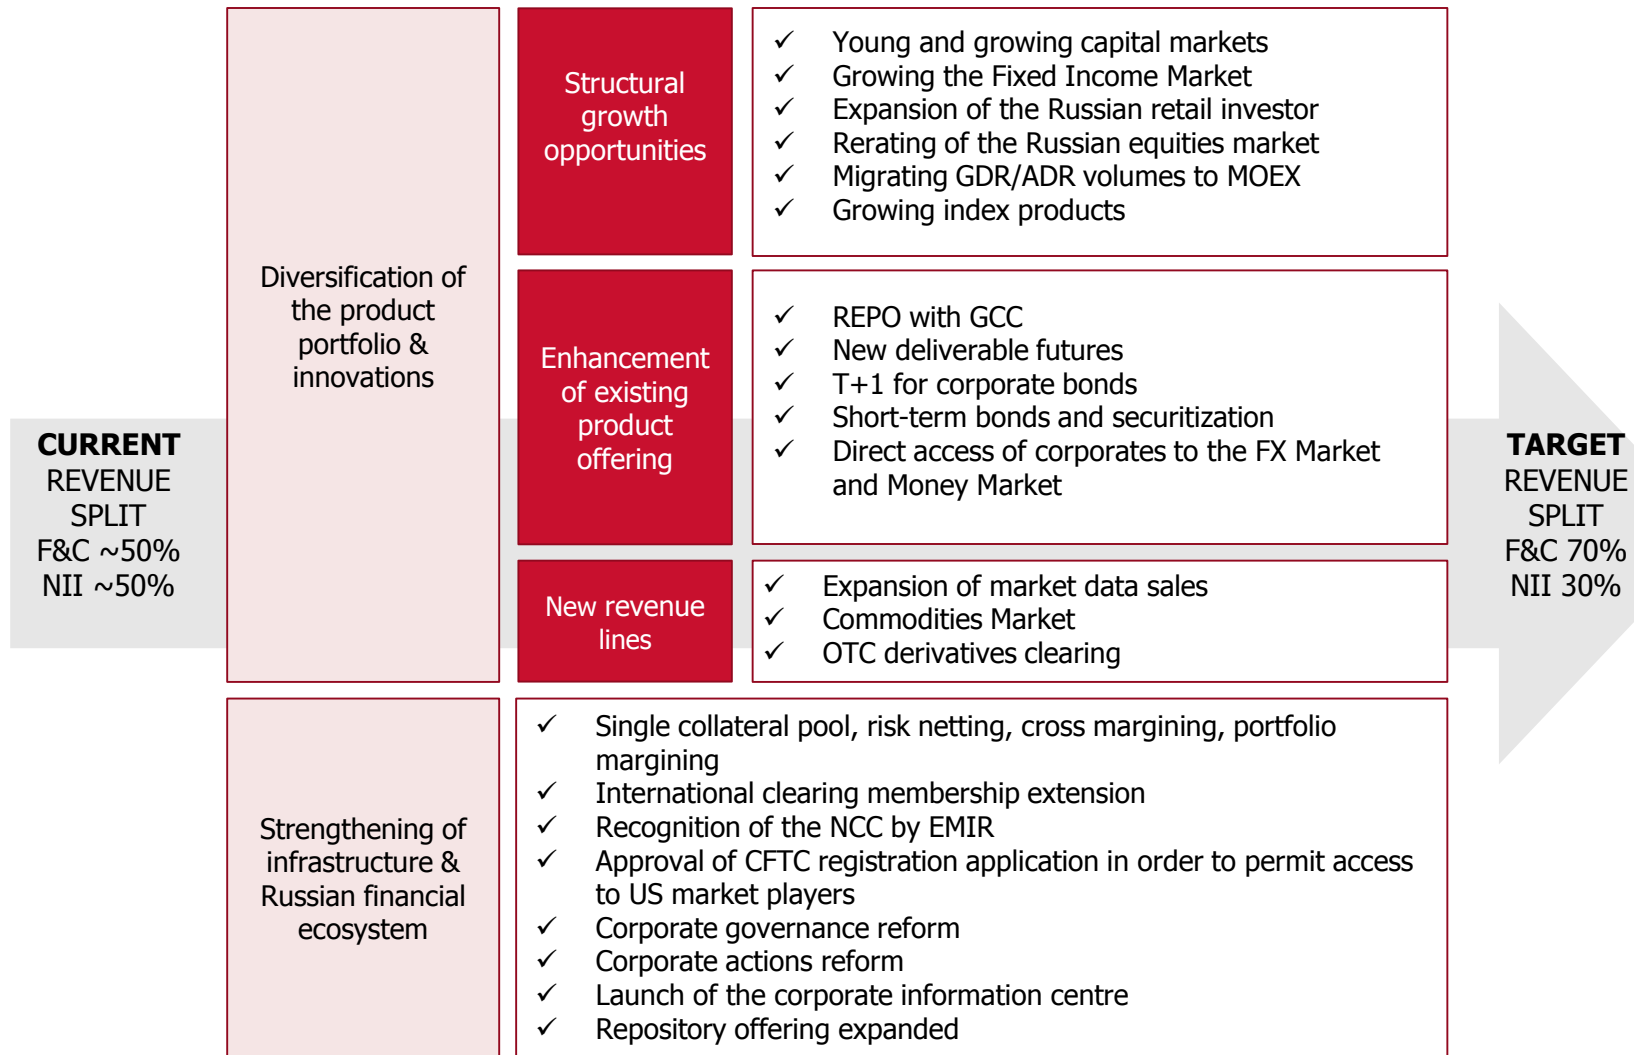 CURRENT
REVENUE
SPLIT
F&C ~50%
NII ~50%
Diversification of
the product
portfolio &
innovations
Structural
growth
opportunities
✓ Young and growing capital markets
✓ Growing the Fixed Income Market
✓ Expansion of the Russian retail investor
✓ Rerating of the Russian equities market
✓ Migrating GDR/ADR volumes to MOEX
✓ Growing index products
Enhancement
of existing
product
offering
✓ REPO with GCC
✓ New deliverable futures
✓ T+1 for corporate bonds
✓ Short-term bonds and securitization
✓ Direct access of corporates to the FX Market
and Money Market
New revenue
lines
✓ Expansion of market data sales
✓ Commodities Market
✓ OTC derivatives clearing
Strengthening of
infrastructure &
Russian financial
ecosystem
✓ Single collateral pool, risk netting, cross margining, portfolio
margining
✓ International clearing membership extension
✓ Recognition of the NCC by EMIR
✓ Approval of CFTC registration application in order to permit access
to US market players
✓ Corporate governance reform
✓ Corporate actions reform
✓ Launch of the corporate information centre
✓ Repository offering expanded
TARGET
REVENUE
SPLIT
F&C 70%
NII 30%